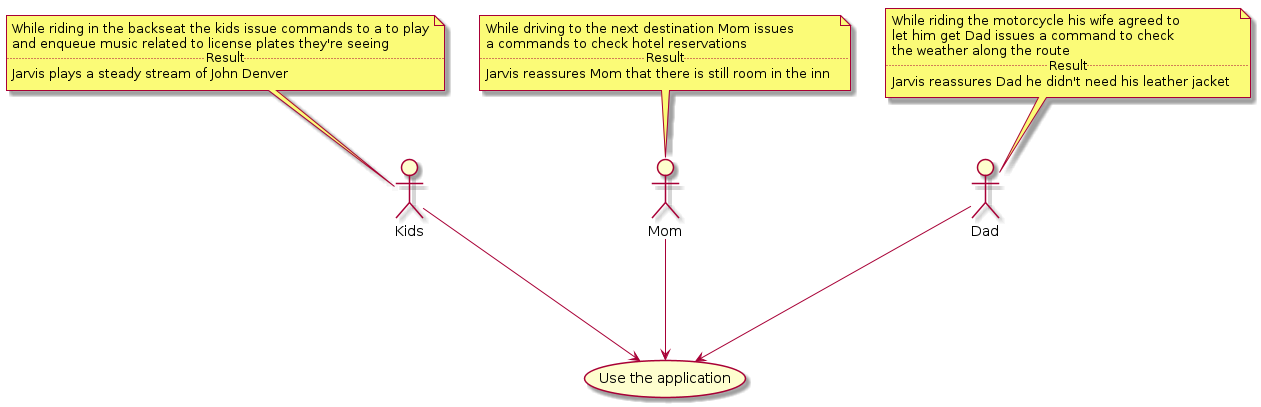 While riding in the backseat the kids issue commands to a to play
and enqueue music related to license plates they're seeing
Result
Jarvis plays a steady stream of John Denver
While driving to the next destination Mom issues
a commands to check hotel reservations
Result
Jarvis reassures Mom that there is still room in the inn
While riding the motorcycle his wife agreed to
let him get Dad issues a command to check
the weather along the route
Result
Jarvis reassures Dad he didn't need his leather jacket
Kids
Mom
Dad
Use the application